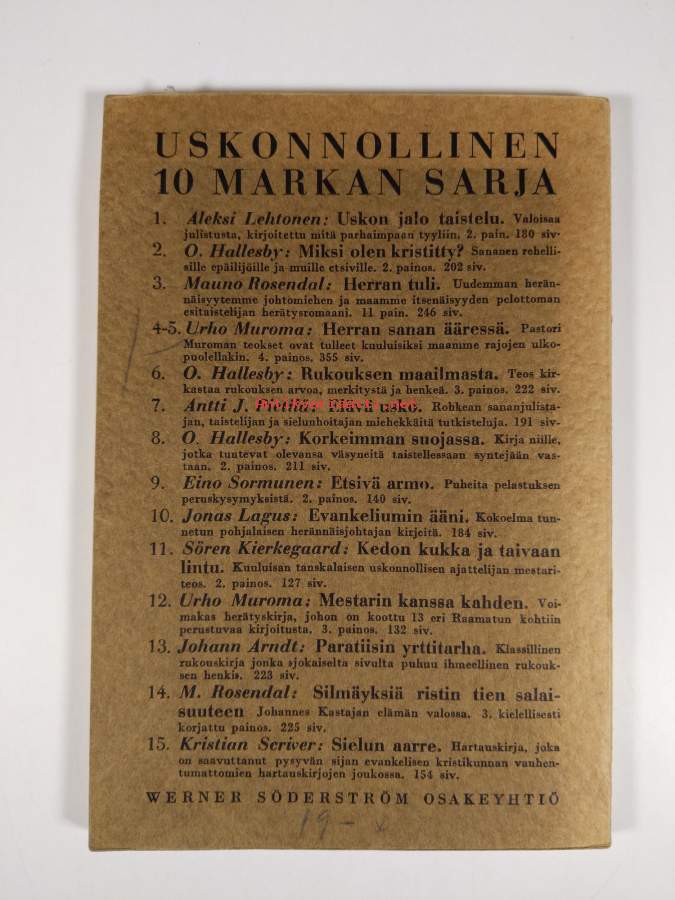 USKONNOLLINEN
10 MARKAN SARJA
1. Aleksi Lehtonen: Uskon jalo taistelu. Valoisaa
julistusta, kirjoitettu mitä parhaimpaan tyyliin. 2. pain. 180 siv-
2. O. Hallesby: Miksi olen kristitty? Sananen rehelli-
sille epäilijöille ja muille etsiville. 2. painos. 202 siv.
3. Mauno Rosendal: Herran tuli. Uudemman herän-
näisyytemme johtomiehen ja maamme itsenäisyyden pelottoman
esitaistelijan herätysromaani. 11 pain. 246 siv.
4-5. Urho Muroma: Herran sanan ääressä. Pastori
Muroman teokset ovat tulleet kuuluisiksi maamme rajojen ulko-
puolellakin. 4. painos. 355 siv.
6. O. Hallesby: Rukouksen maailmasta. Teos kir-
kastaa rukouksen arvoa, merkitystä ja henkeä. 3. painos. 222 siv.
7. Antti J. Pietilä: Elävä usko. Rohkean sananjulista-
jan, taistelijan ja sielunhoitajan miehekkäitä tutkisteluja. 191 siv-
8. O. Hallesby: Korkeimman suojassa. Kirja niille,
jotka tuntevat olevansa väsyneitä taistellessaan syntejään vas-
taan. 2. painos. 211 siv.
9. Eino Sormunen: Etsivä armo. Puheita pelastuksen
peruskysymyksistä. 2. painos. 140 siv.
10. Jonas Lagus: Evankeliumin ääni. Kokoelma tun-
netun pohjalaisen herännäisjohtajan kirjeitä. 184 siv.
11. Sören Kierkegaard: Kedon kukka ja taivaan
lintu. Kuuluisan tanskalaisen uskonnollisen ajattelijan mestari-
teos. 2. painos. 127 siv.
12. Urho Muroma: Mestarin kanssa kahden. Voi-
makas herätyskirja, johon on koottu 13 eri Raamatun kohtiin
perustuvaa kirjoitusta. 3. painos. 132 siv.
13. Johann Arndt: Paratiisin yrttitarha. Klassillinen
rukouskirja jonka »jokaiselta sivulta puhuu ihmeellinen rukouk-
sen henki». 223 siv.
14. M. Rosendal: Silmäyksiä ristin tien salai-
suuteen Johannes Kastajan elämän valossa. 3. kielellisesti
korjattu painos. 225 siv.
15. Kristian Scriver: Sielun aarre. Hartauskirja, joka
on saavuttanut pysyvän sijan evankelisen kristikunnan vanhen-
tumattomien hartauskirjojen joukossa. 154 siv.
WERNER SÖDERSTRÖM OSAKEYHTIÖ
19-x